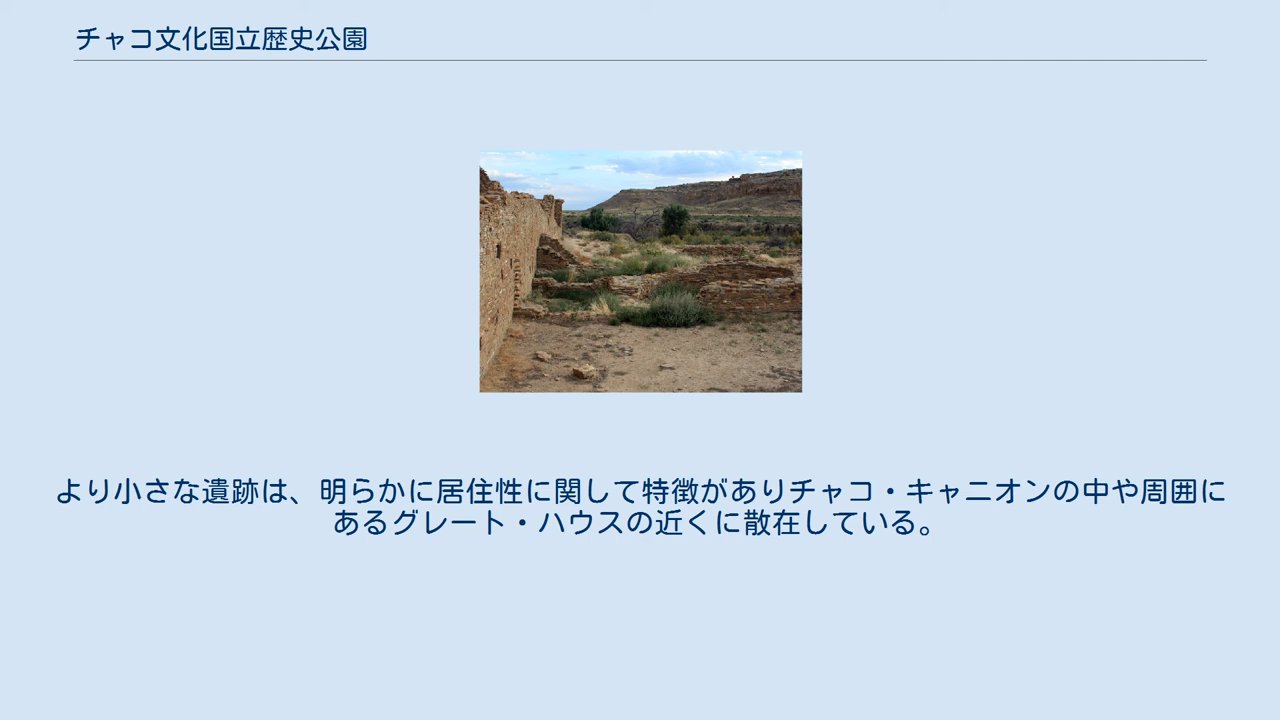 チャコ文化国立歴史公園
より小さな遺跡は、明らかに居住性に関して特徴がありチャコ・キャニオンの中や周囲に
あるグレート・ハウスの近くに散在している。